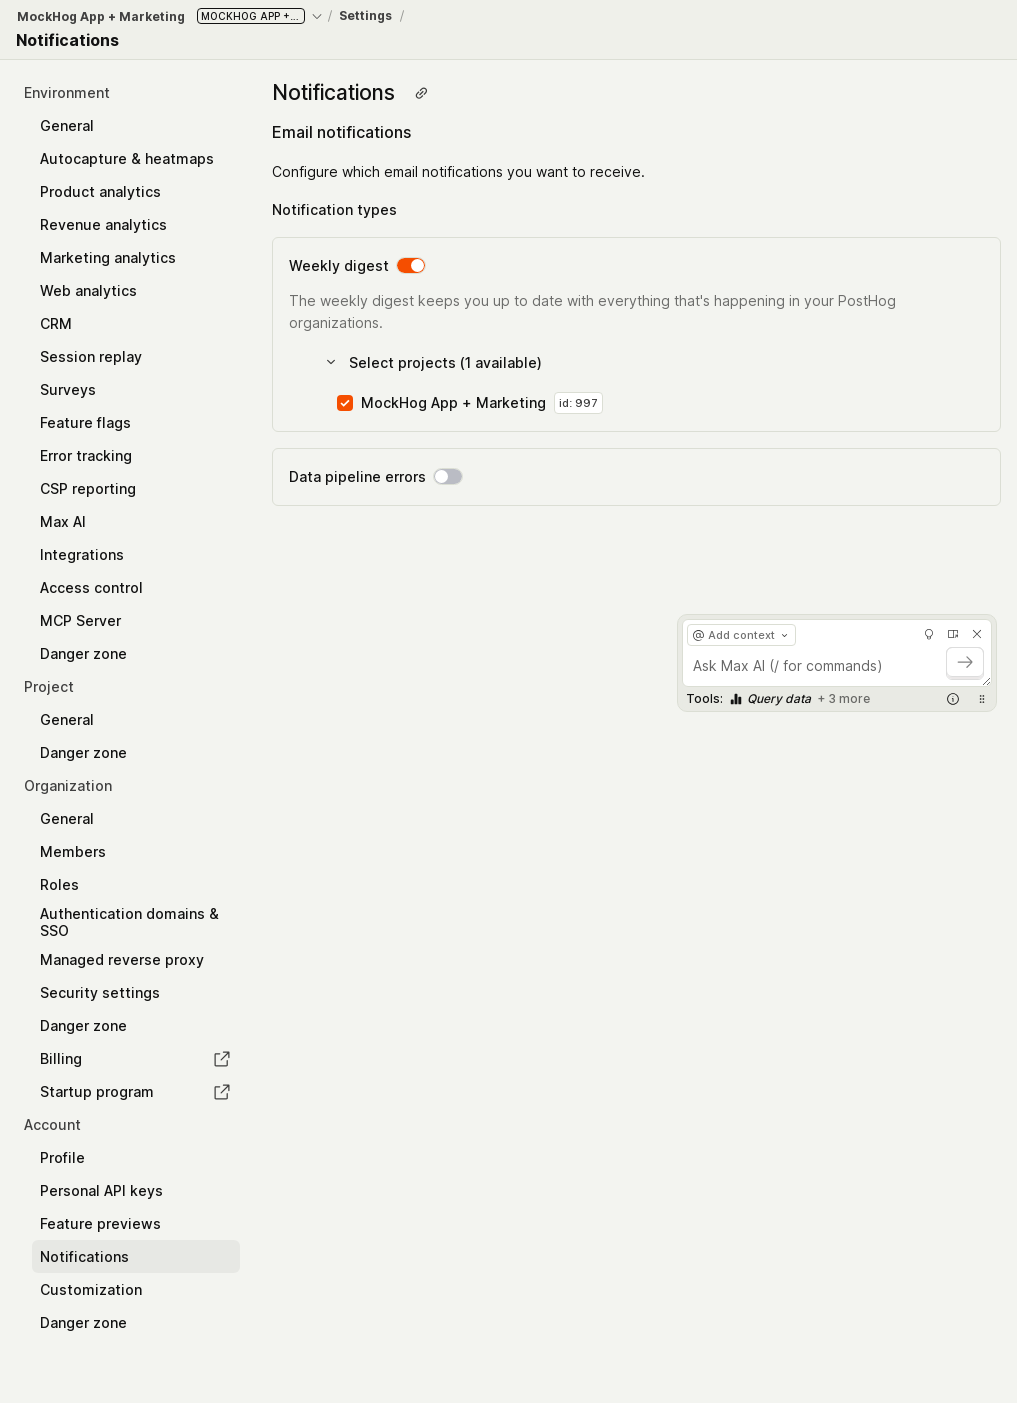 MockHog App + Marketing MOCKHOG APP +... / Settings /
Notifications
Environment
General
Autocapture & heatmaps
Product analytics
Revenue analytics
Marketing analytics
Web analytics
CRM
Session replay
Surveys
Feature flags
Error tracking
CSP reporting
Max AI
Integrations
Access control
MCP Server
Danger zone
Project
General
Danger zone
Organization
General
Members
Roles
Authentication domains &
SSO
Managed reverse proxy
Security settings
Danger zone
Billing
Startup program
Account
Profile
Personal API keys
Feature previews
Notifications
Customization
Danger zone
Notifications
Email notifications
Configure which email notifications you want to receive.
Notification types
Weekly digest
The weekly digest keeps you up to date with everything that's happening in your PostHog
organizations.
Select projects (1 available)
MockHog App + Marketing id: 997
Data pipeline errors
@ Add context
Ask Max AI (/ for commands)
Tools: Query data + 3 more